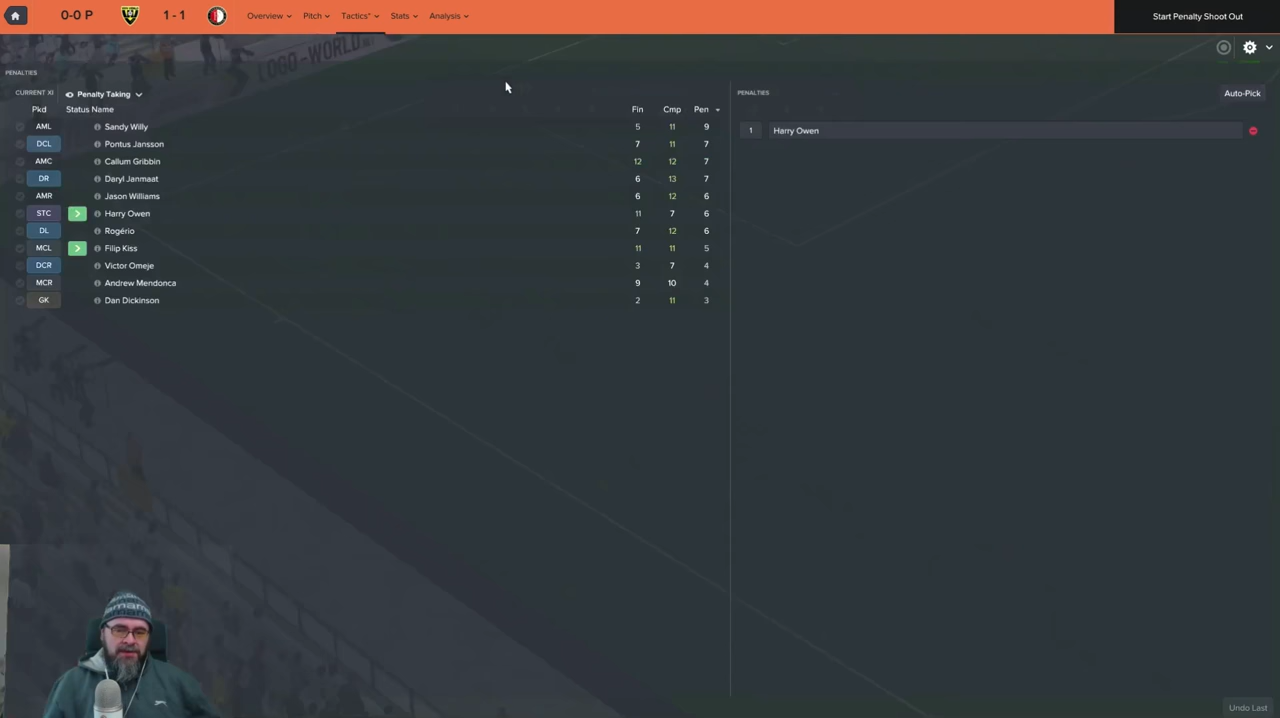 0-0 P 1 - 1 Overview Pitch Tactics* Stats Analysis Start Penalty Shoot Out
LOGO-WORLD
PENALTIES
CURRENT XI Penalty Taking PENALTIES Auto-Pick
Pkd Status Name Fin Cmp Pen
AML Sandy Willy 5 11 9
1 Harry Owen
DCL Pontus Jansson 7 11 7
AMC Callum Gribbin 12 12 7
DR Daryl Janmaat 6 13 7
AMR Jason Williams 6 12 6
STC Harry Owen 11 7 6
DL Rogério 7 12 6
MCL Filip Kiss 11 11 5
DCR Victor Omeje 3 7 4
MCR Andrew Mendonca 9 10 4
GK Dan Dickinson 2 11 3
Undo Last